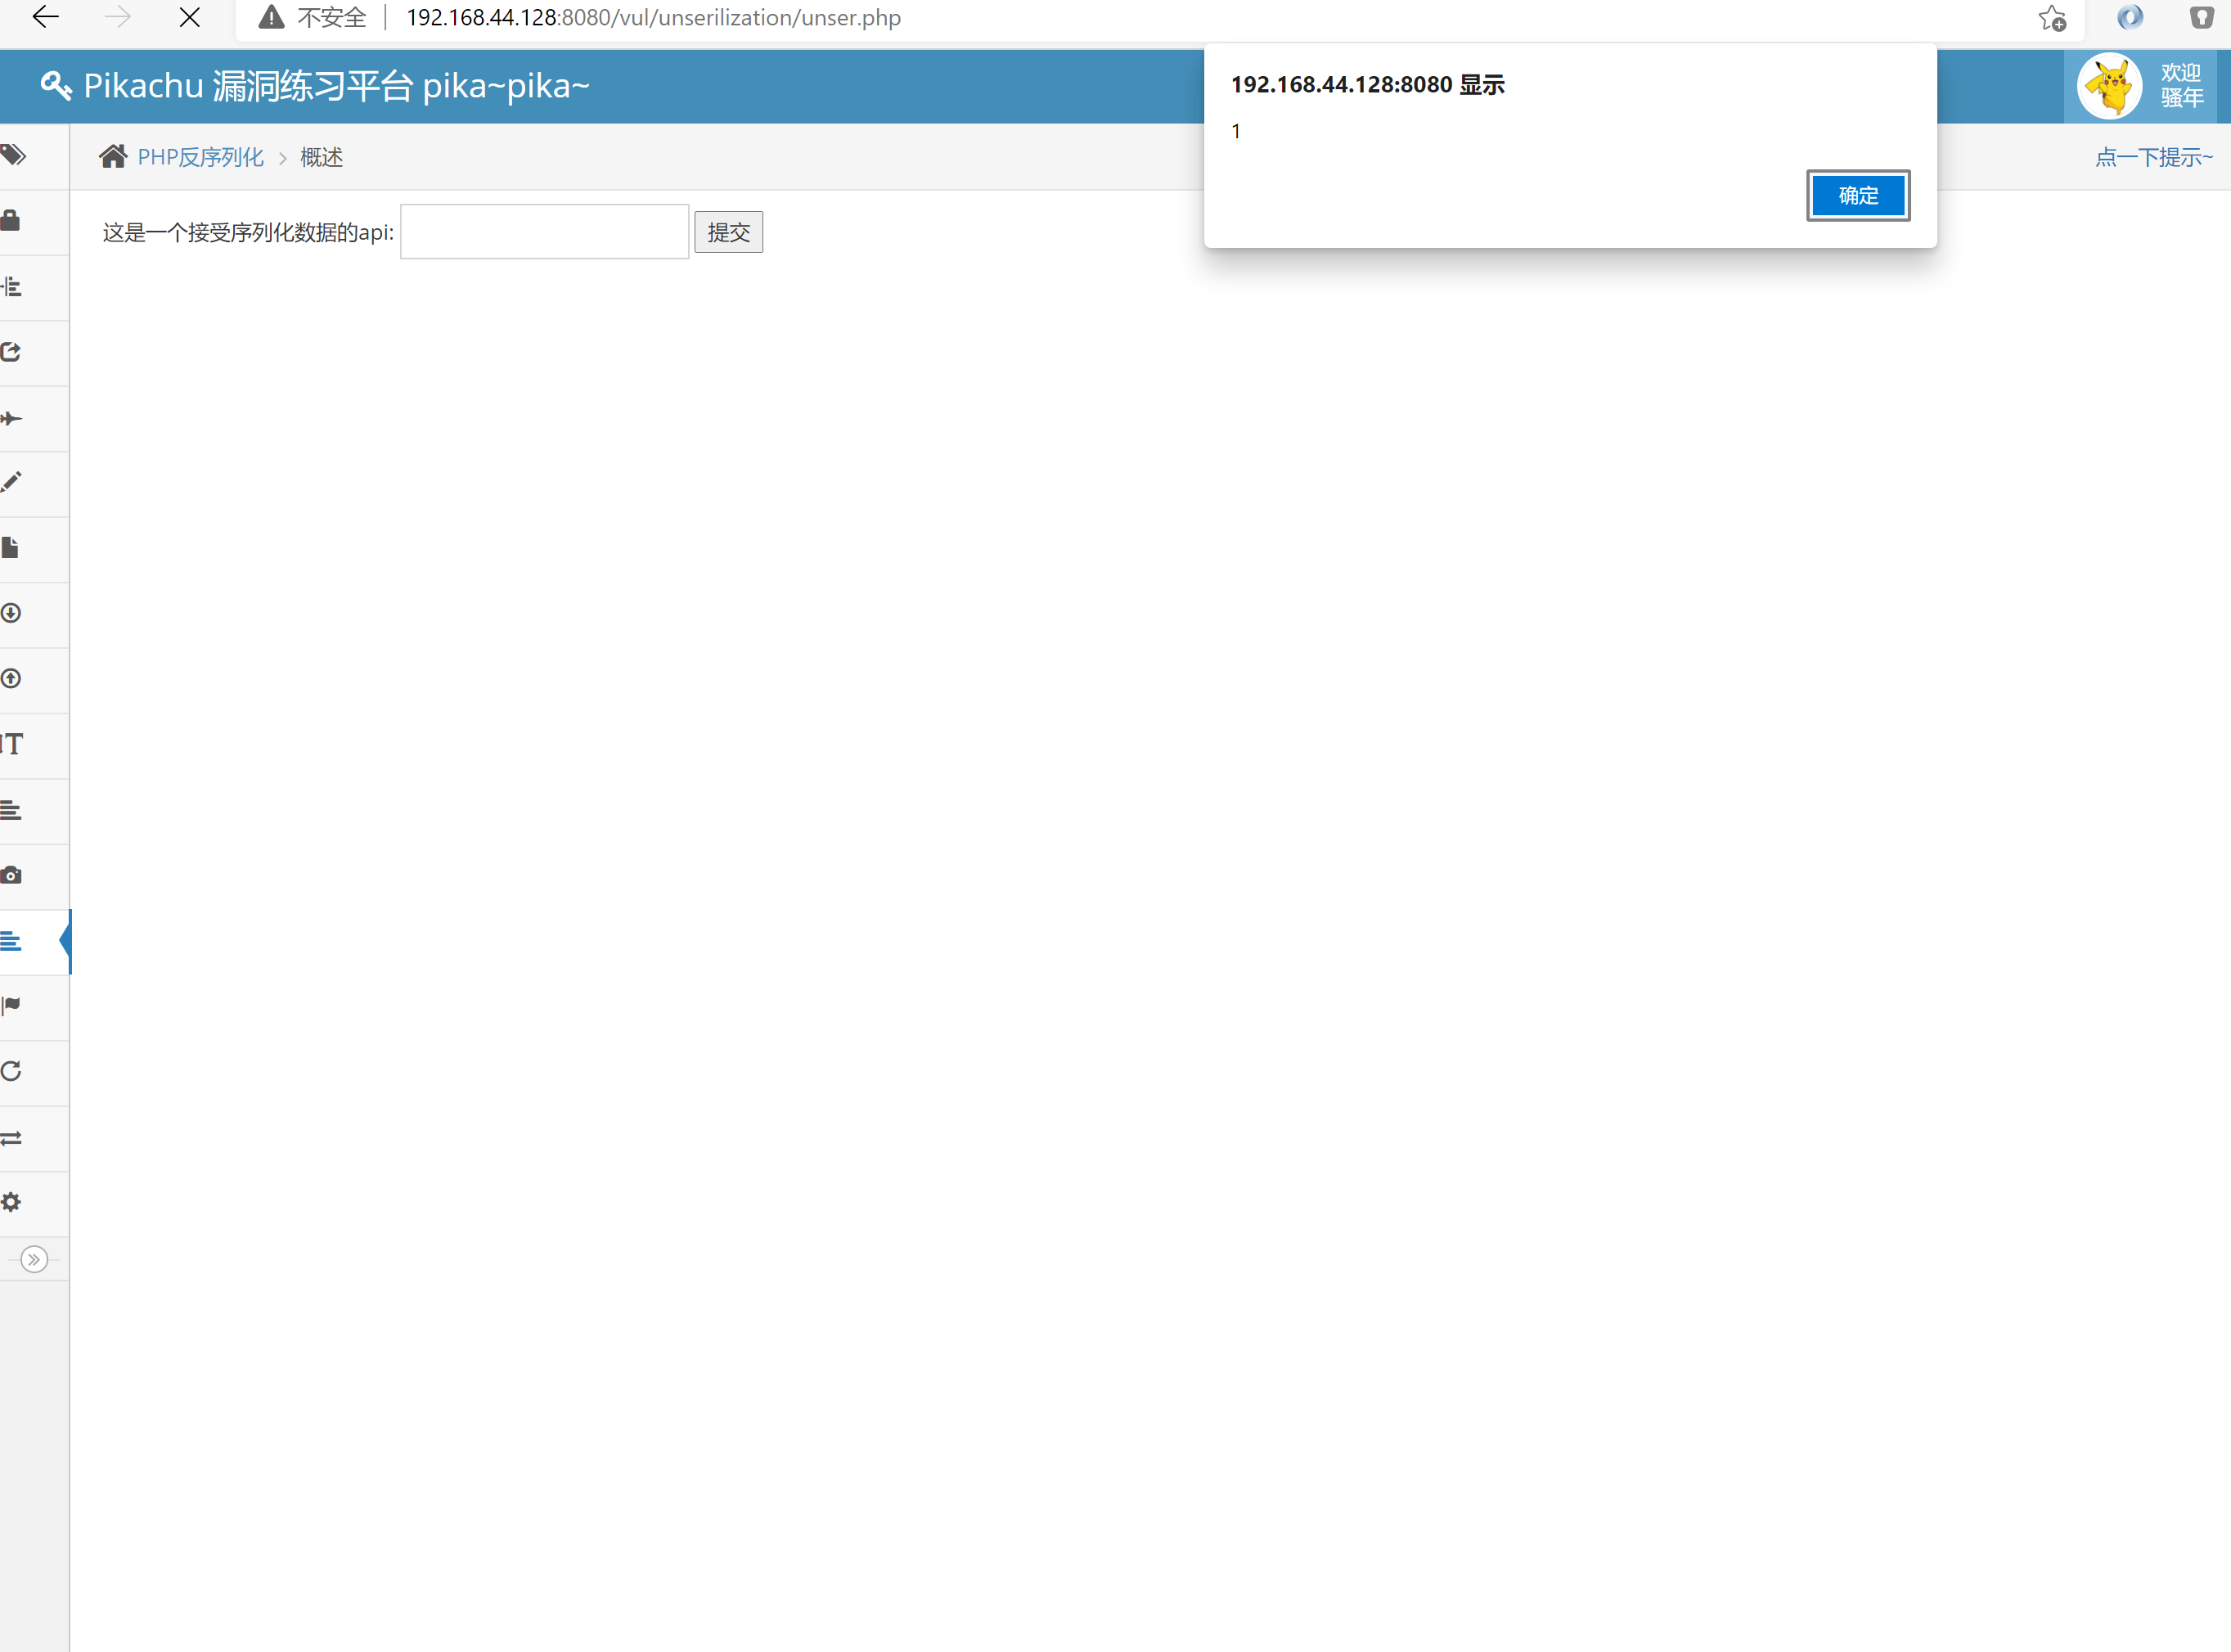 不安全 192.168.44.128:8080/vul/unserilization/unser.php
Pikachu 漏洞练习平台 pika~pika~
欢迎
骚年
192.168.44.128:8080 显示
1
确定
PHP反序列化 > 概述
点一下提示~
这是一个接受序列化数据的api: 提交